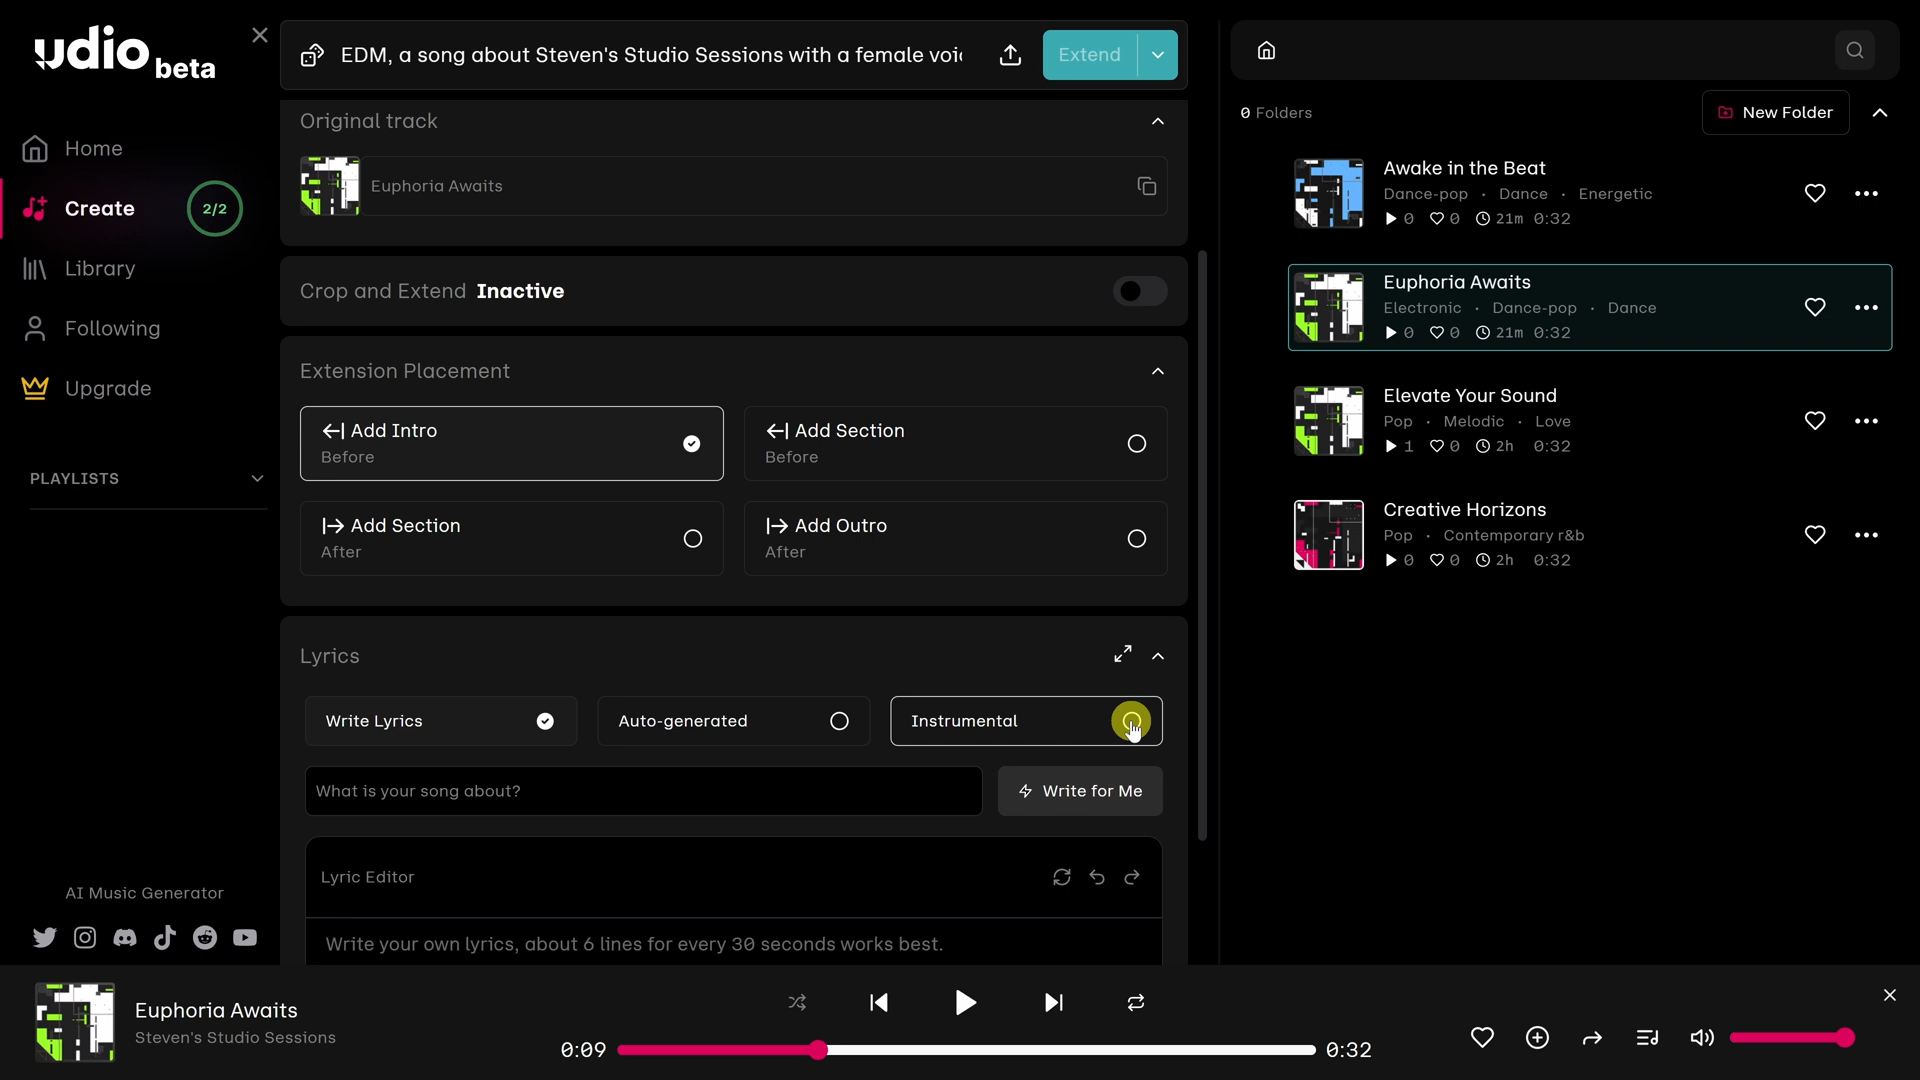 udio beta
Home
Create 2/2
Library
Following
Upgrade
PLAYLISTS
AI Music Generator
EDM, a song about Steven's Studio Sessions with a female voic
Extend
Original track
Euphoria Awaits
Crop and Extend Inactive
Extension Placement
Add Intro
Before
Add Section
Before
Add Section
After
Add Outro
After
Lyrics
Write Lyrics
Auto-generated
Instrumental
What is your song about?
Write for Me
Lyric Editor
Write your own lyrics, about 6 lines for every 30 seconds works best.
0 Folders
New Folder
Awake in the Beat
Dance-pop · Dance · Energetic
0 0 21m 0:32
Euphoria Awaits
Electronic · Dance-pop · Dance
0 0 21m 0:32
Elevate Your Sound
Pop · Melodic · Love
1 0 2h 0:32
Creative Horizons
Pop · Contemporary r&b
0 0 2h 0:32
Euphoria Awaits
Steven's Studio Sessions
0:09
0:32